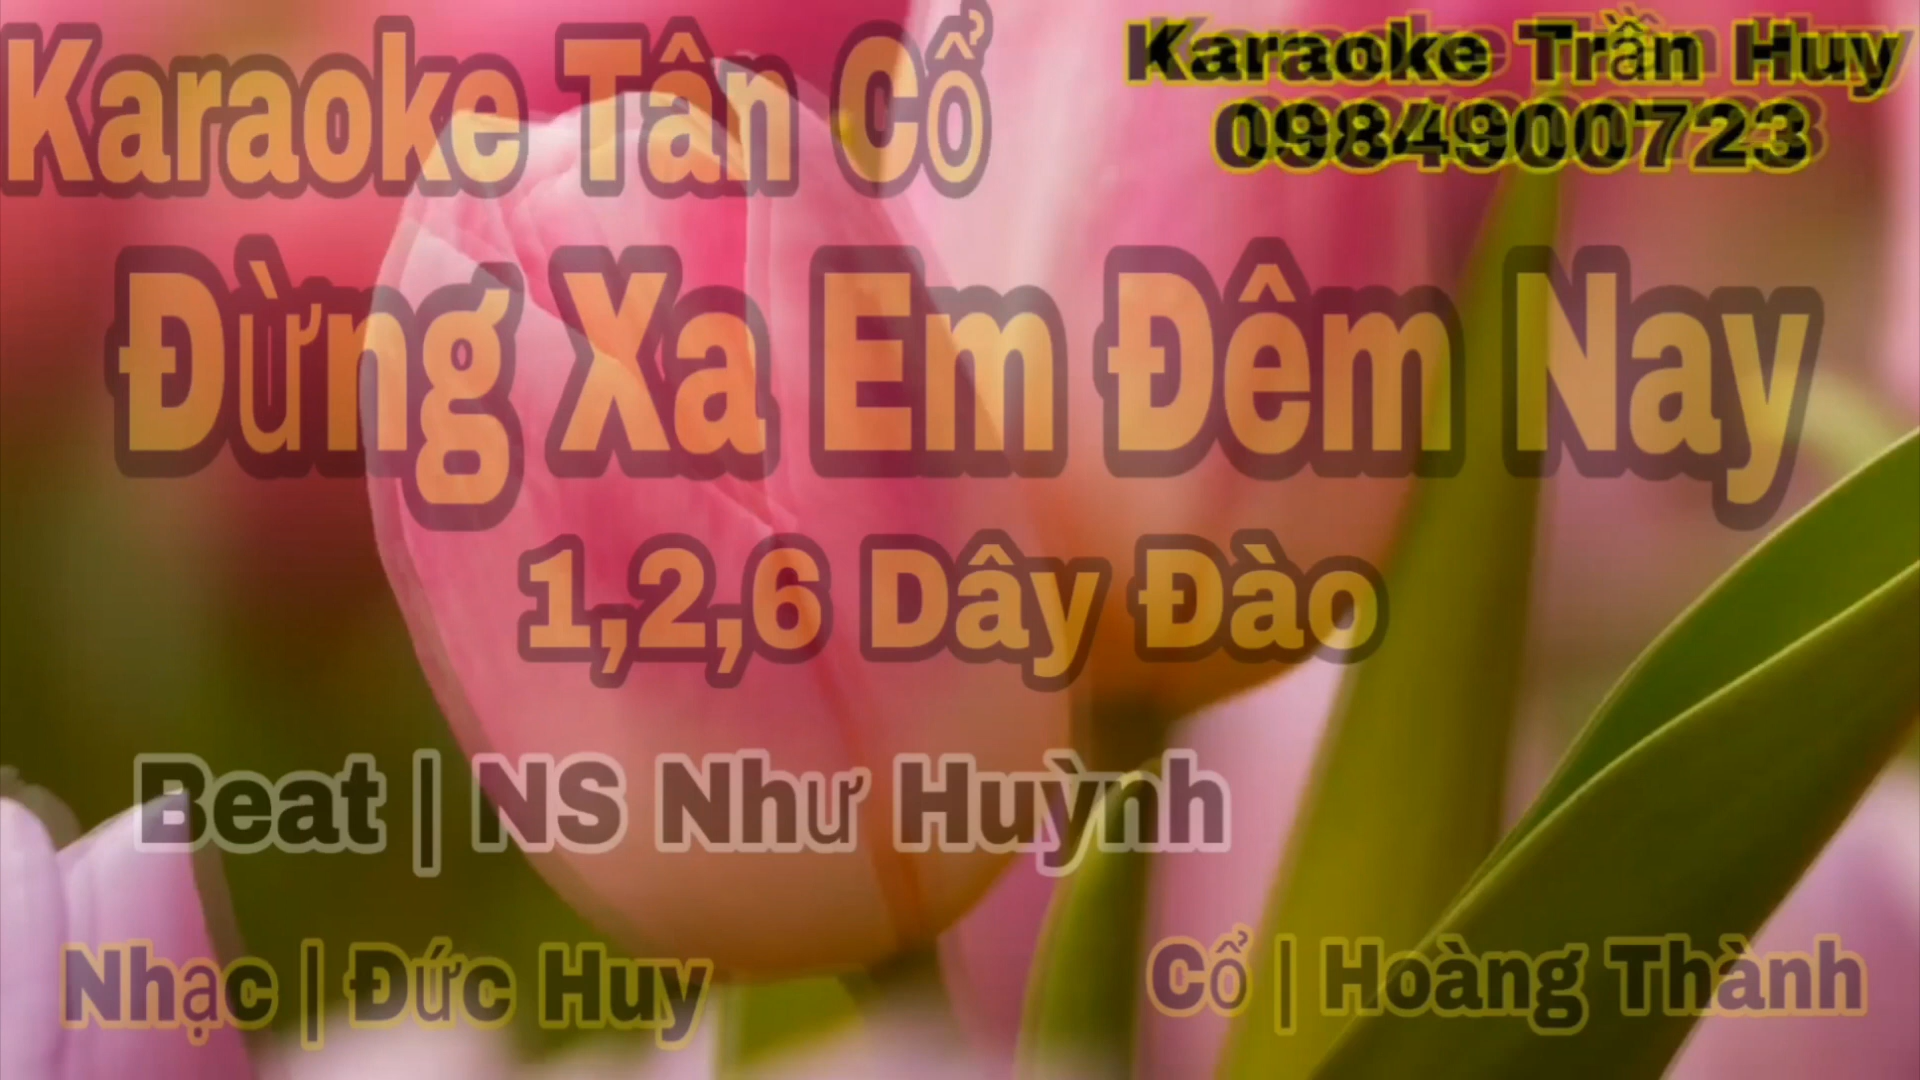 Karaoke Tân Cổ
Karaoke Trần Huy
0984900723
Đừng Xa Em Đêm Nay
1,2,6 Dây Đào
Beat | NS Như Huỳnh
Nhạc | Đức Huy
Cổ | Hoàng Thành